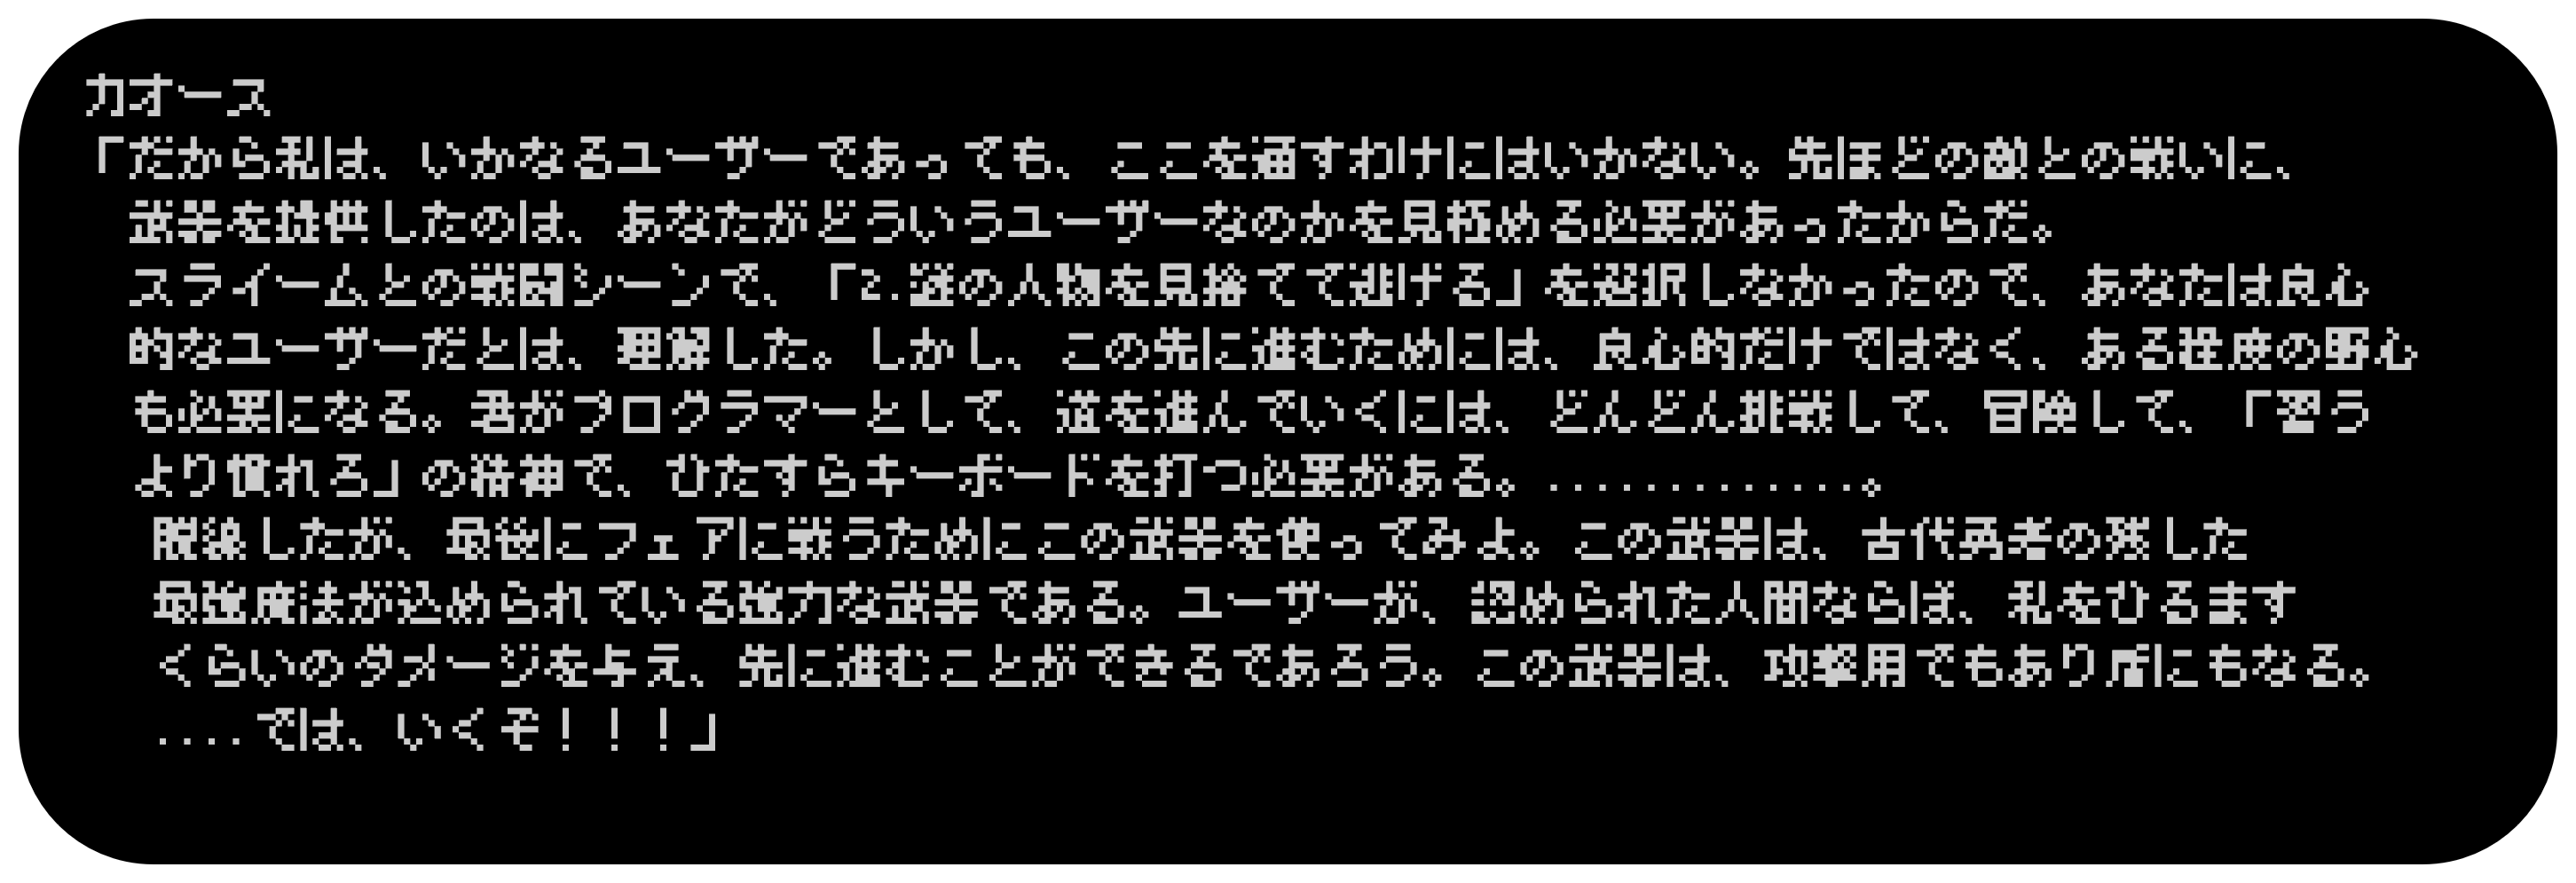 カオース
「だから私は、いかなるユーザーであっても、ここを通すわけにはいかない。先ほどの敵との戦いに、
武器を提供したのは、あなたがどういうユーザーなのかを見極める必要があったからだ。
スライームとの戦闘シーンで、「2.謎の人物を見捨てて逃げる」を選択しなかったので、あなたは良心
的なユーザーだとは、理解した。しかし、この先に進むためには、良心的だけではなく、ある程度の野心
も必要になる。君がプログラマーとして、道を進んでいくには、どんどん挑戦して、冒険して、「習う
より慣れろ」の精神で、ひたすらキーボードを打つ必要がある。.............。
脱線したが、最後にフェアに戦うためにこの武器を使ってみよ。この武器は、古代勇者の残した
最強魔法が込められている強力な武器である。ユーザーが、認められた人間ならば、私をひるます
くらいのダメージを与え、先に進むことができるであろう。この武器は、攻撃用でもあり盾にもなる。
....では、いくぞ！！！」